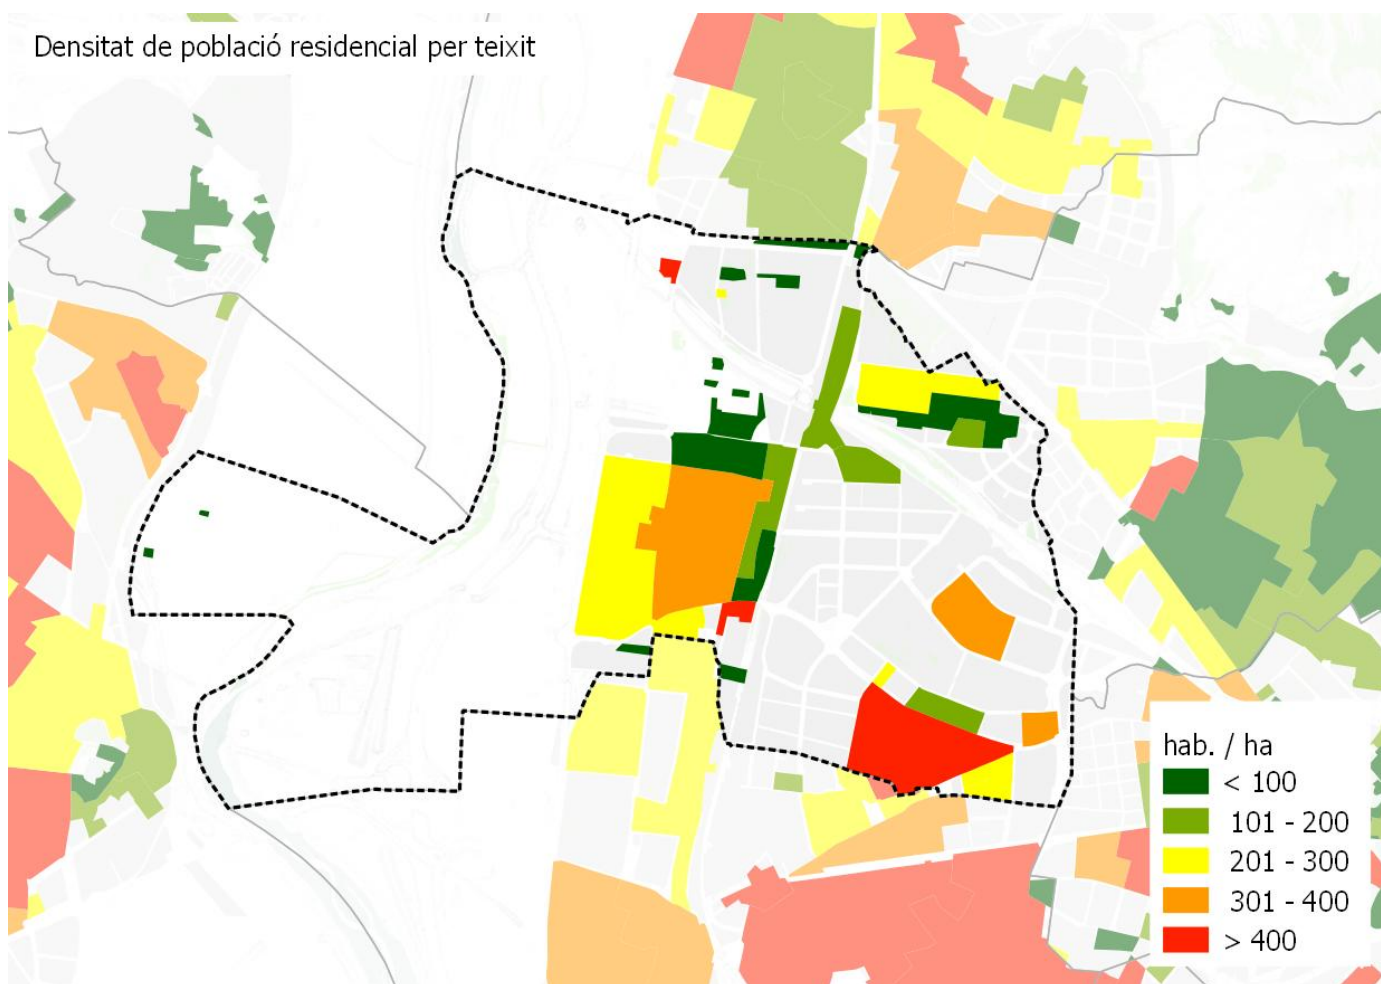 Densitat de població residencial per teixit
hab. / ha
< 100
101 - 200
201 - 300
301 - 400
> 400